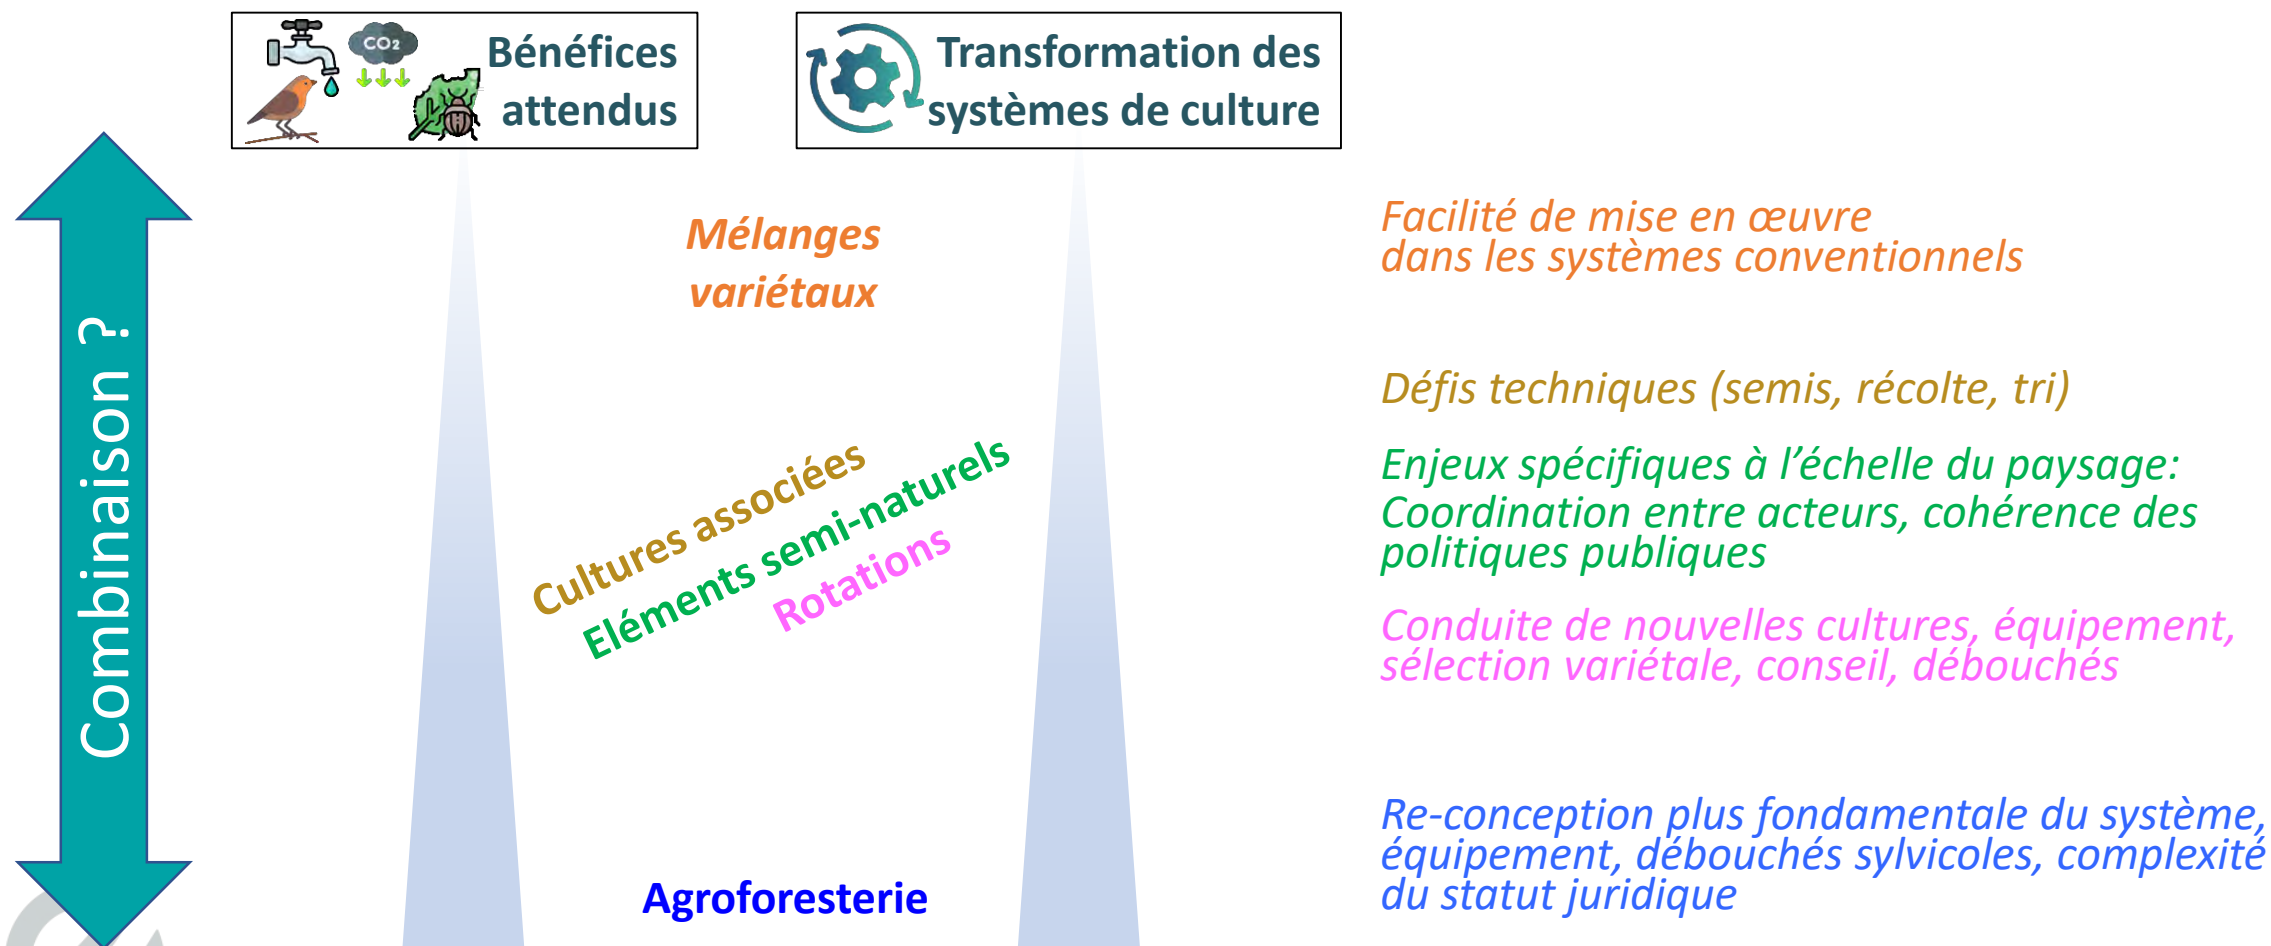 CO2
Bénéfices
attendus
Transformation des
systèmes de culture
Combinaison ?
Mélanges
variétaux
Facilité de mise en œuvre
dans les systèmes conventionnels
Cultures associées
Eléments semi-naturels
Rotations
Défis techniques (semis, récolte, tri)
Enjeux spécifiques à l’échelle du paysage:
Coordination entre acteurs, cohérence des
politiques publiques
Conduite de nouvelles cultures, équipement,
sélection variétale, conseil, débouchés
Agroforesterie
Re-conception plus fondamentale du système,
équipement, débouchés sylvicoles, complexité
du statut juridique